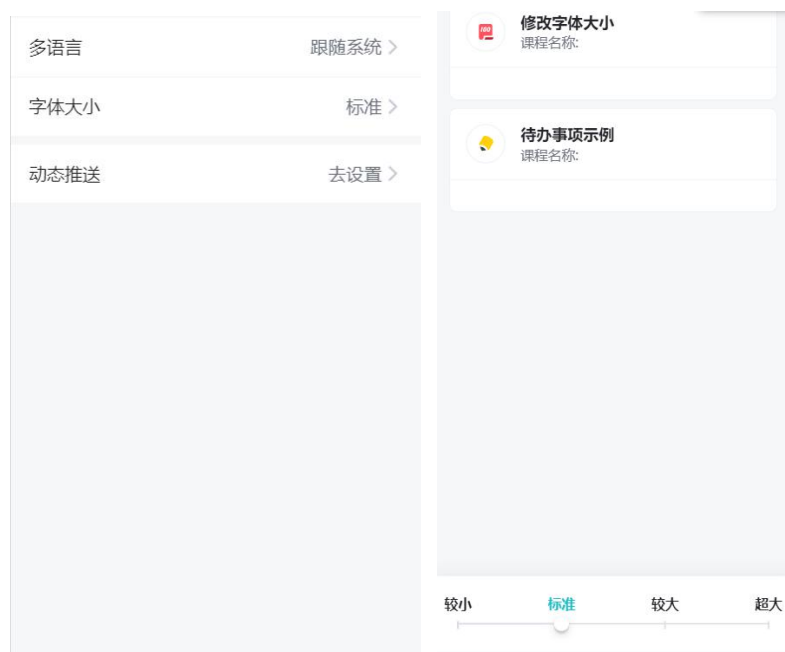 多语言 跟随系统
字体大小 标准
动态推送 去设置
修改字体大小
课程名称:
待办事项示例
课程名称:
较小 标准 较大 超大